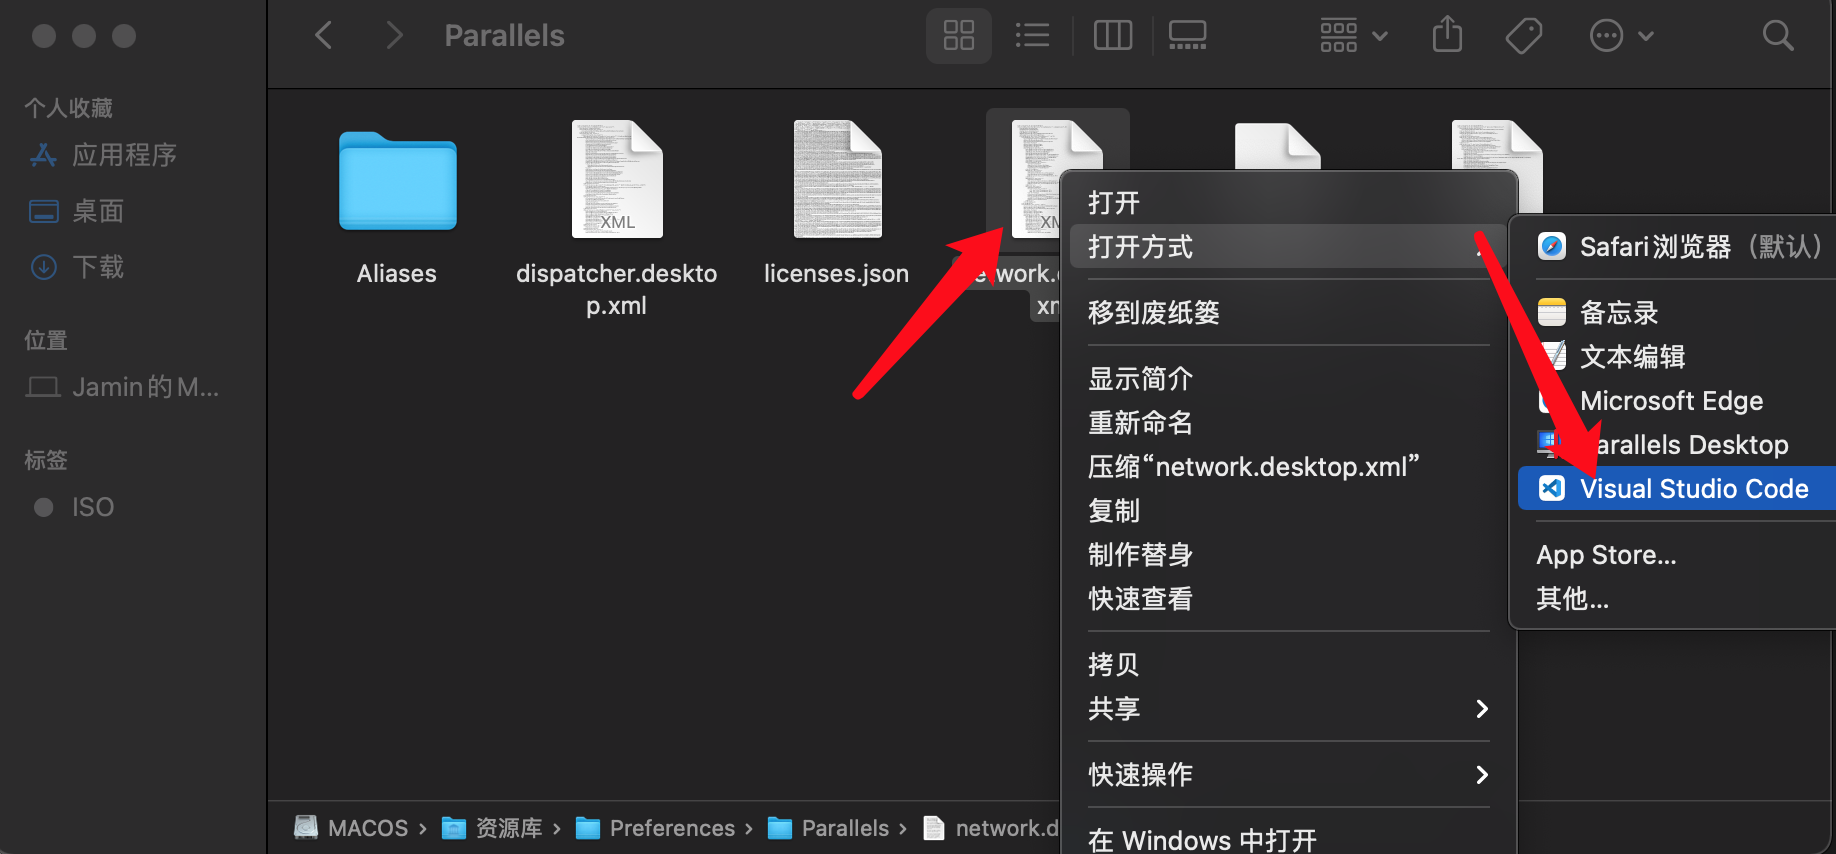 Parallels
个人收藏
应用程序
桌面
下载
位置
Jamin的M...
标签
ISO
XML
Aliases
dispatcher.deskto
p.xml
licenses.json
打开
打开方式
移到废纸篓
显示简介
重新命名
压缩“network.desktop.xml”
复制
制作替身
快速查看
拷贝
共享
快速操作
在 Windows 中打开
Safari浏览器（默认）
备忘录
文本编辑
Microsoft Edge
arallels Desktop
Visual Studio Code
App Store...
其他...
MACOS › 资源库 › Preferences › Parallels › network.d